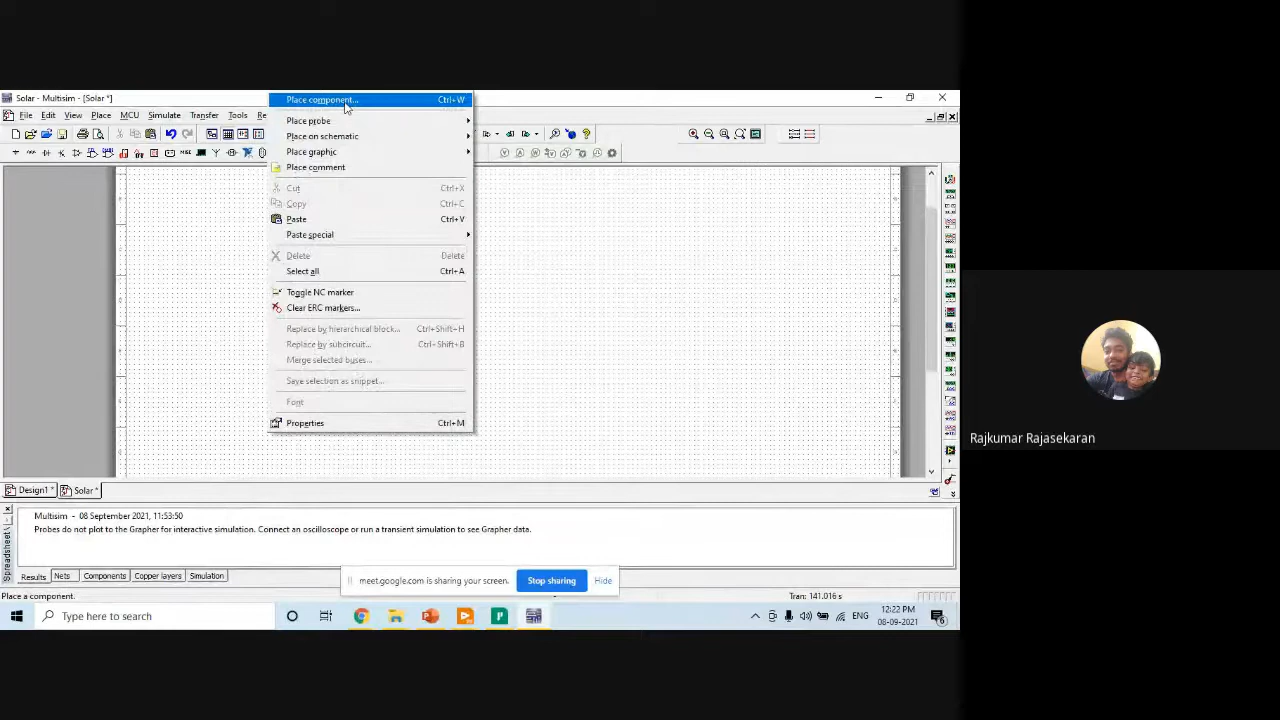 Solar - Multisim - [Solar *]
File Edit View Place MCU Simulate Transfer Tools Re
Place component... Ctrl+W
Place probe
Place on schematic
Place graphic
Place comment
Cut Ctrl+X
Copy Ctrl+C
Paste Ctrl+V
Paste special
Delete Delete
Select all Ctrl+A
Toggle NC marker
Clear ERC markers...
Replace by hierarchical block... Ctrl+Shift+H
Replace by subcircuit... Ctrl+Shift+B
Merge selected buses...
Save selection as snippet...
Font
Properties Ctrl+M
Rajkumar Rajasekaran
Design1 * Solar *
Multisim - 08 September 2021, 11:53:50
Probes do not plot to the Grapher for interactive simulation. Connect an oscilloscope or run a transient simulation to see Grapher data.
Spreadsheet
Results Nets Components Copper layers Simulation
meet.google.com is sharing your screen. Stop sharing Hide
Place a component. Tran: 141.016 s
Type here to search
ENG
12:22 PM
08-09-2021
6